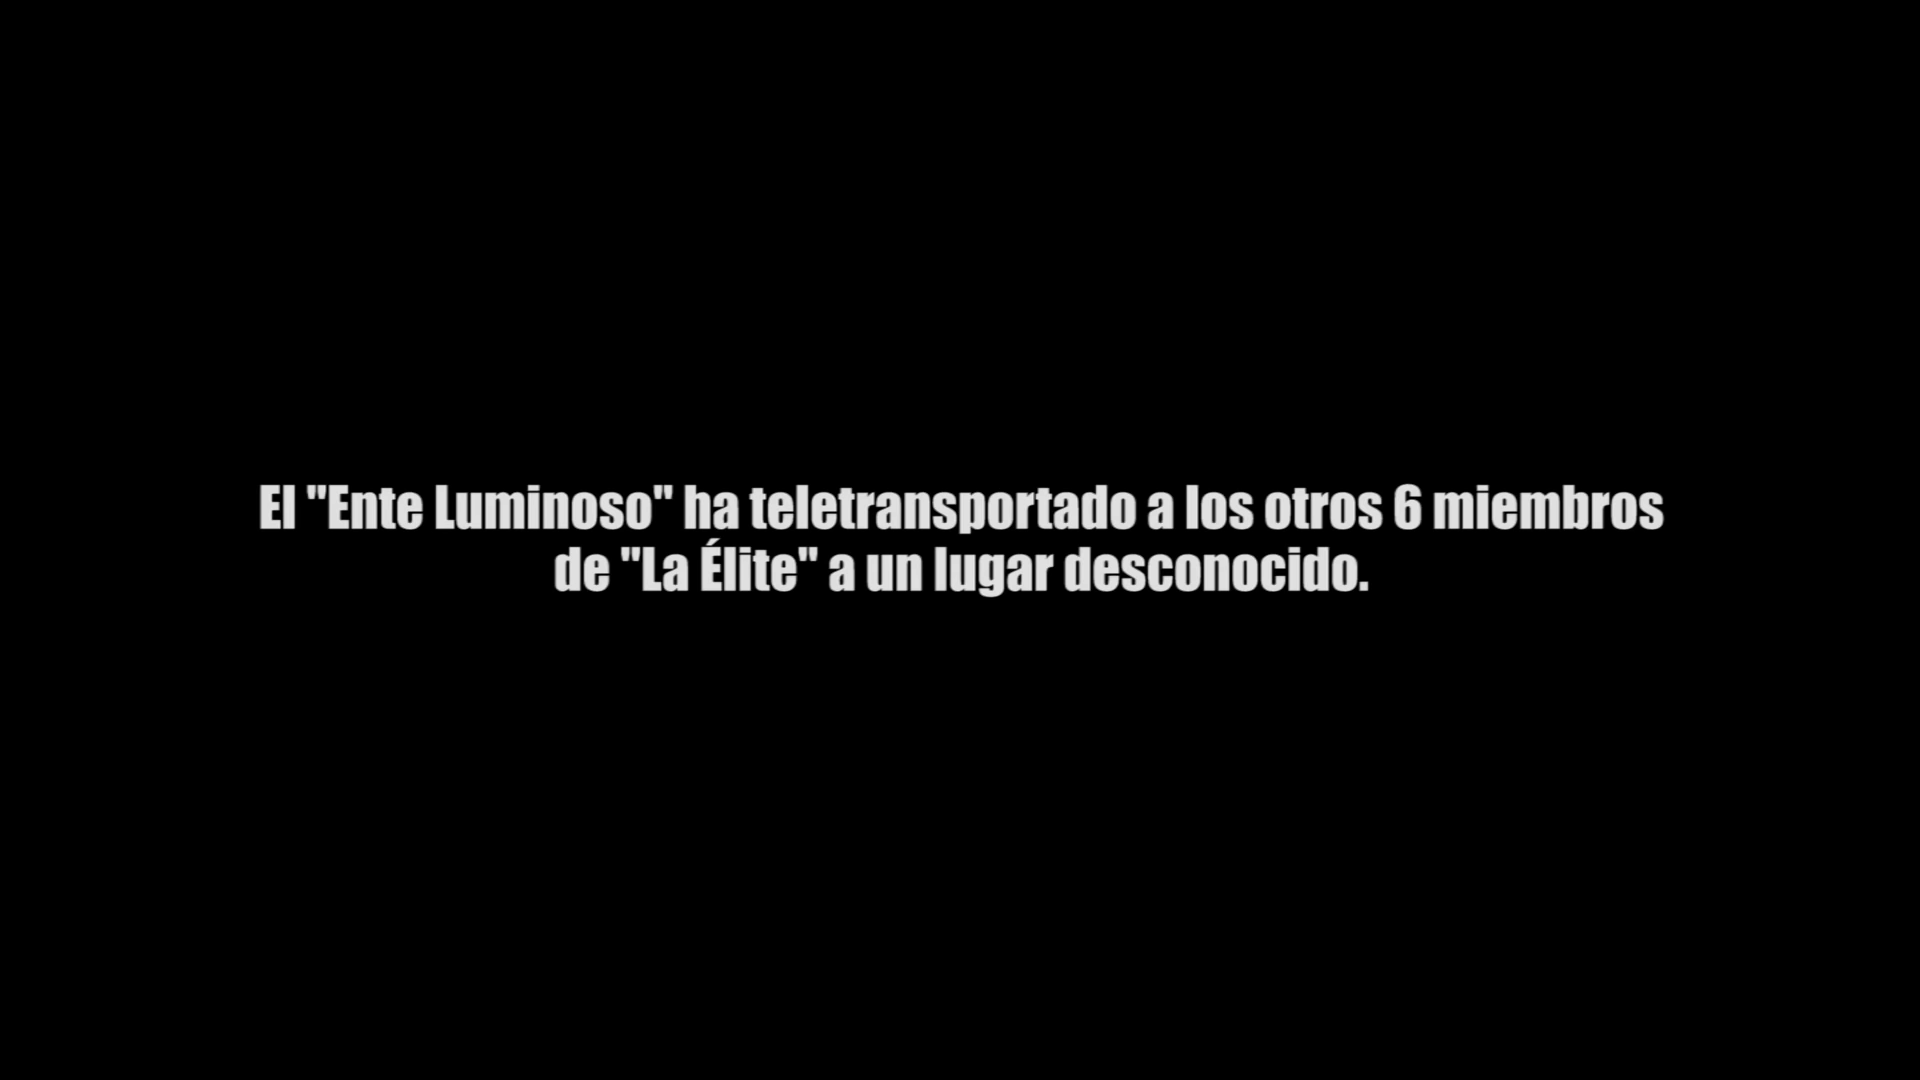 El "Ente Luminoso" ha teletransportado a los otros 6 miembros
de "La Élite" a un lugar desconocido.